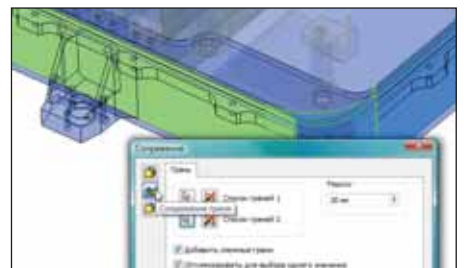 Сопряжение
Грань
Радиус
Список граней 1
20 мм
Сопряжение грани
Список граней 2
Добавить смежные грани
Оптимизировать для выбора одного значения